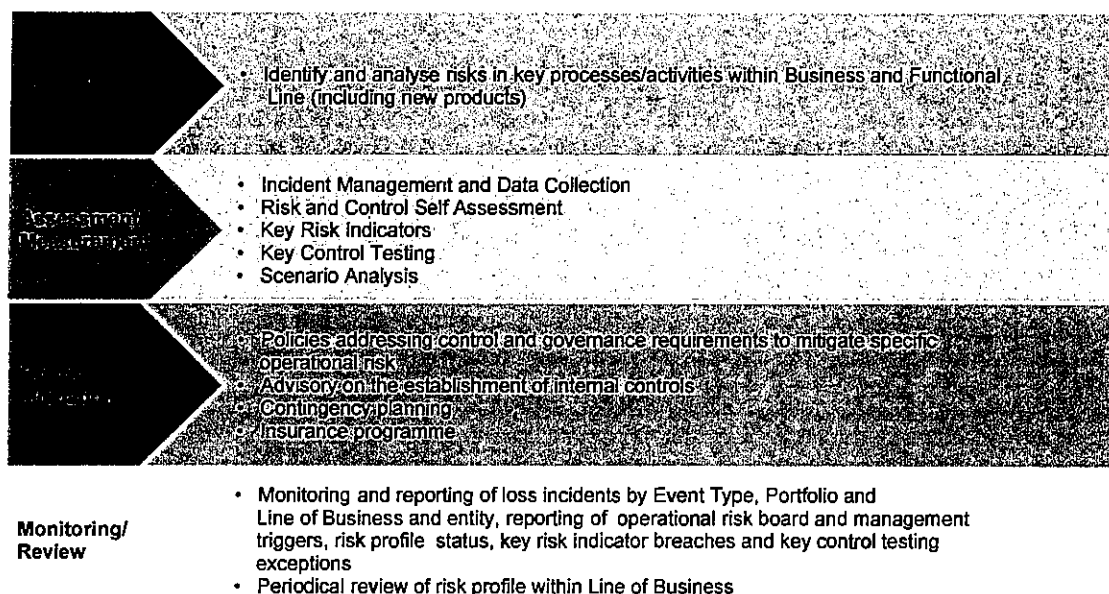 • Identify and analyse risks in key processes/activities within Business and Functional
Line (including new products)
Assessment
Measurement
• Incident Management and Data Collection
• Risk and Control Self Assessment
• Key Risk Indicators
• Key Control Testing
• Scenario Analysis
• Policies addressing control and governance requirements to mitigate specific
operational risk
• Advisory on the establishment of internal controls
• Contingency planning
• Insurance programme
Monitoring/
Review
• Monitoring and reporting of loss incidents by Event Type, Portfolio and
Line of Business and entity, reporting of operational risk board and management
triggers, risk profile status, key risk indicator breaches and key control testing
exceptions
• Periodical review of risk profile within Line of Business